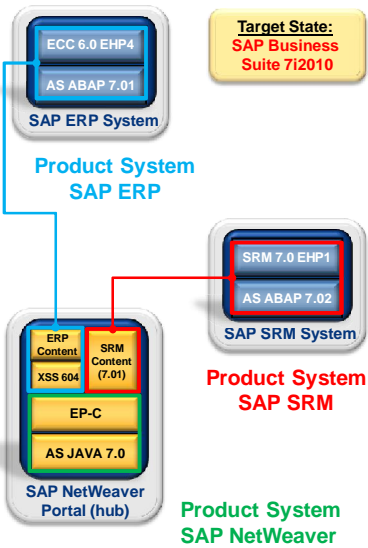 ECC 6.0 EHP4
AS ABAP 7.01
SAP ERP System
Target State:
SAP Business
Suite 7i2010
Product System
SAP ERP
SRM 7.0 EHP1
AS ABAP 7.02
SAP SRM System
Product System
SAP SRM
ERP
Content
XSS 604
SRM
Content
(7.01)
EP-C
AS JAVA 7.0
SAP NetWeaver
Portal (hub)
Product System
SAP NetWeaver